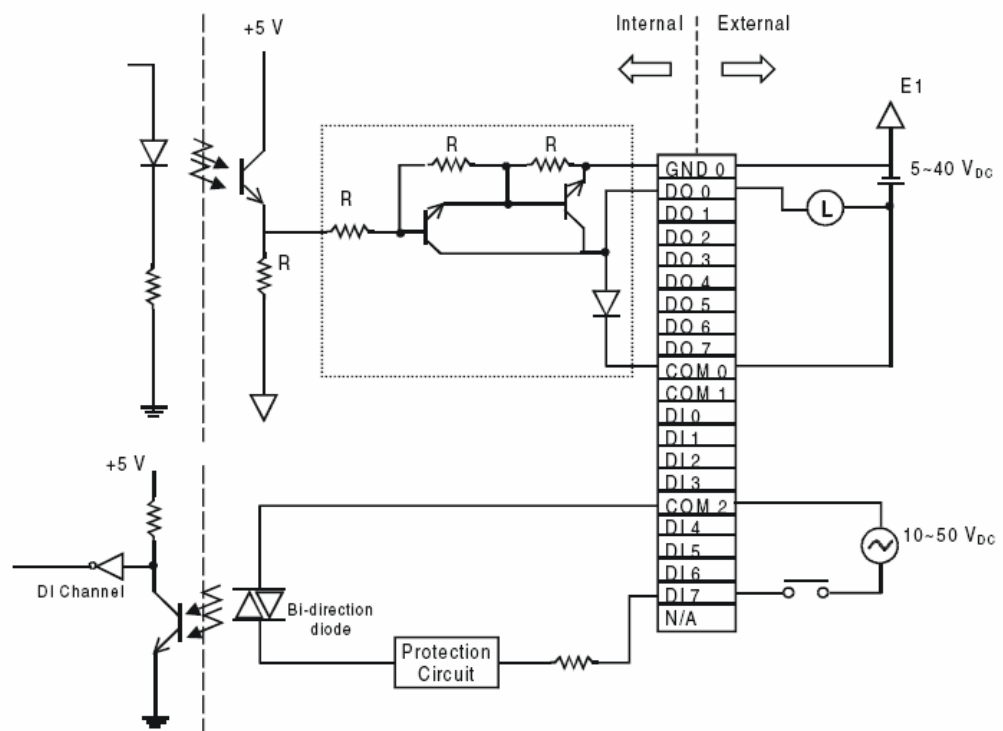 +5 V
Internal
External
E1
R
R
R
R
5~40 VDC
L
GND 0
DO 0
DO 1
DO 2
DO 3
DO 4
DO 5
DO 6
DO 7
COM 0
COM 1
DI 0
DI 1
DI 2
DI 3
COM 2
DI 4
DI 5
DI 6
DI 7
N/A
+5 V
DI Channel
Bi-direction
diode
Protection
Circuit
10~50 VDC